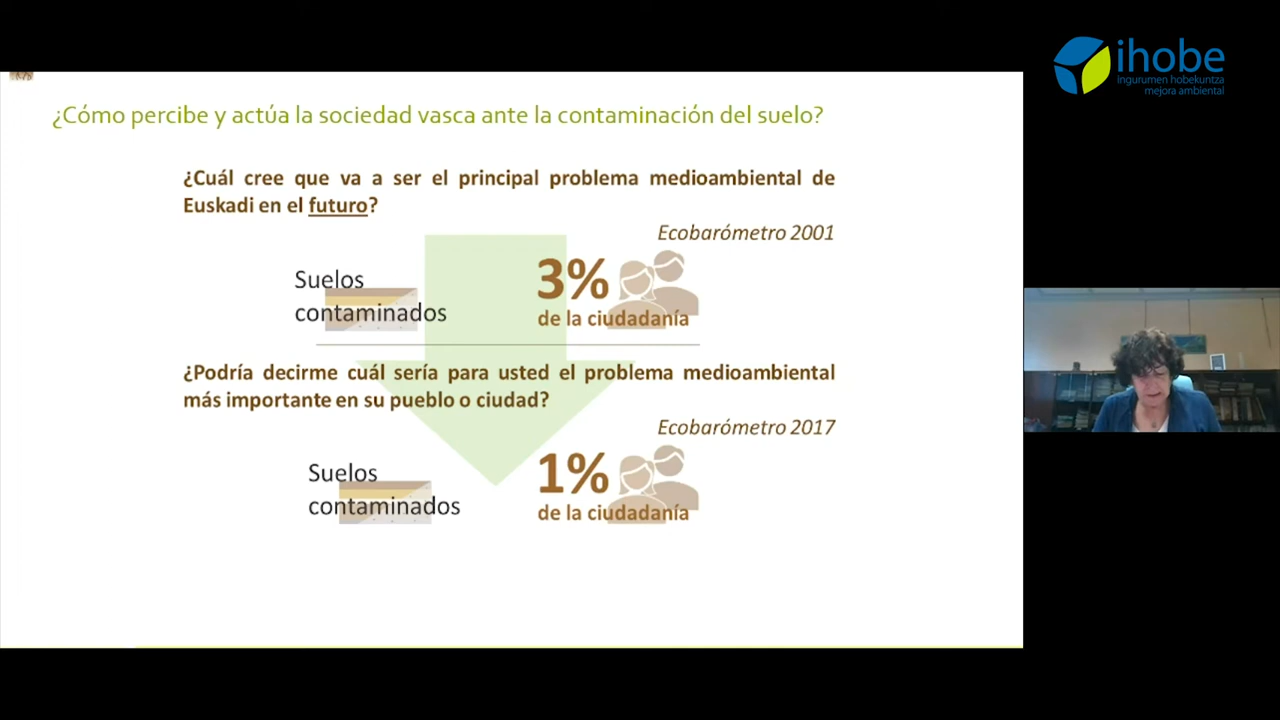 ihobe
ingurumen hobekuntza
mejora ambiental
¿Cómo percibe y actúa la sociedad vasca ante la contaminación del suelo?
¿Cuál cree que va a ser el principal problema medioambiental de
Euskadi en el futuro?
Ecobarómetro 2001
Suelos
contaminados
3%
de la ciudadanía
¿Podría decirme cuál sería para usted el problema medioambiental
más importante en su pueblo o ciudad?
Ecobarómetro 2017
Suelos
contaminados
1%
de la ciudadanía